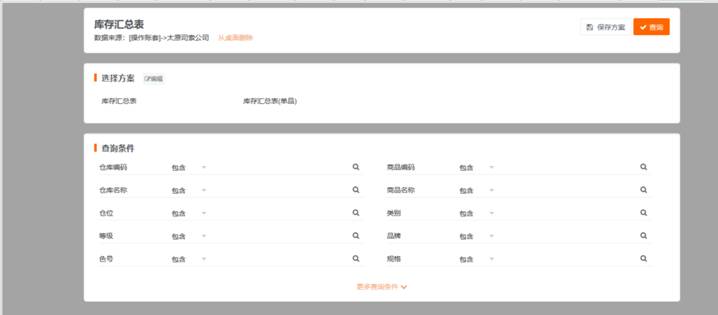 库存汇总表
保存方案 查询
数据来源：[操作账套]->太原司索公司 从桌面删除
选择方案 编辑
库存汇总表 库存汇总表(单品)
查询条件
仓库编码 包含 商品编码 包含
仓库名称 包含 商品名称 包含
仓位 包含 类别 包含
等级 包含 品牌 包含
色号 包含 规格 包含
更多查询条件